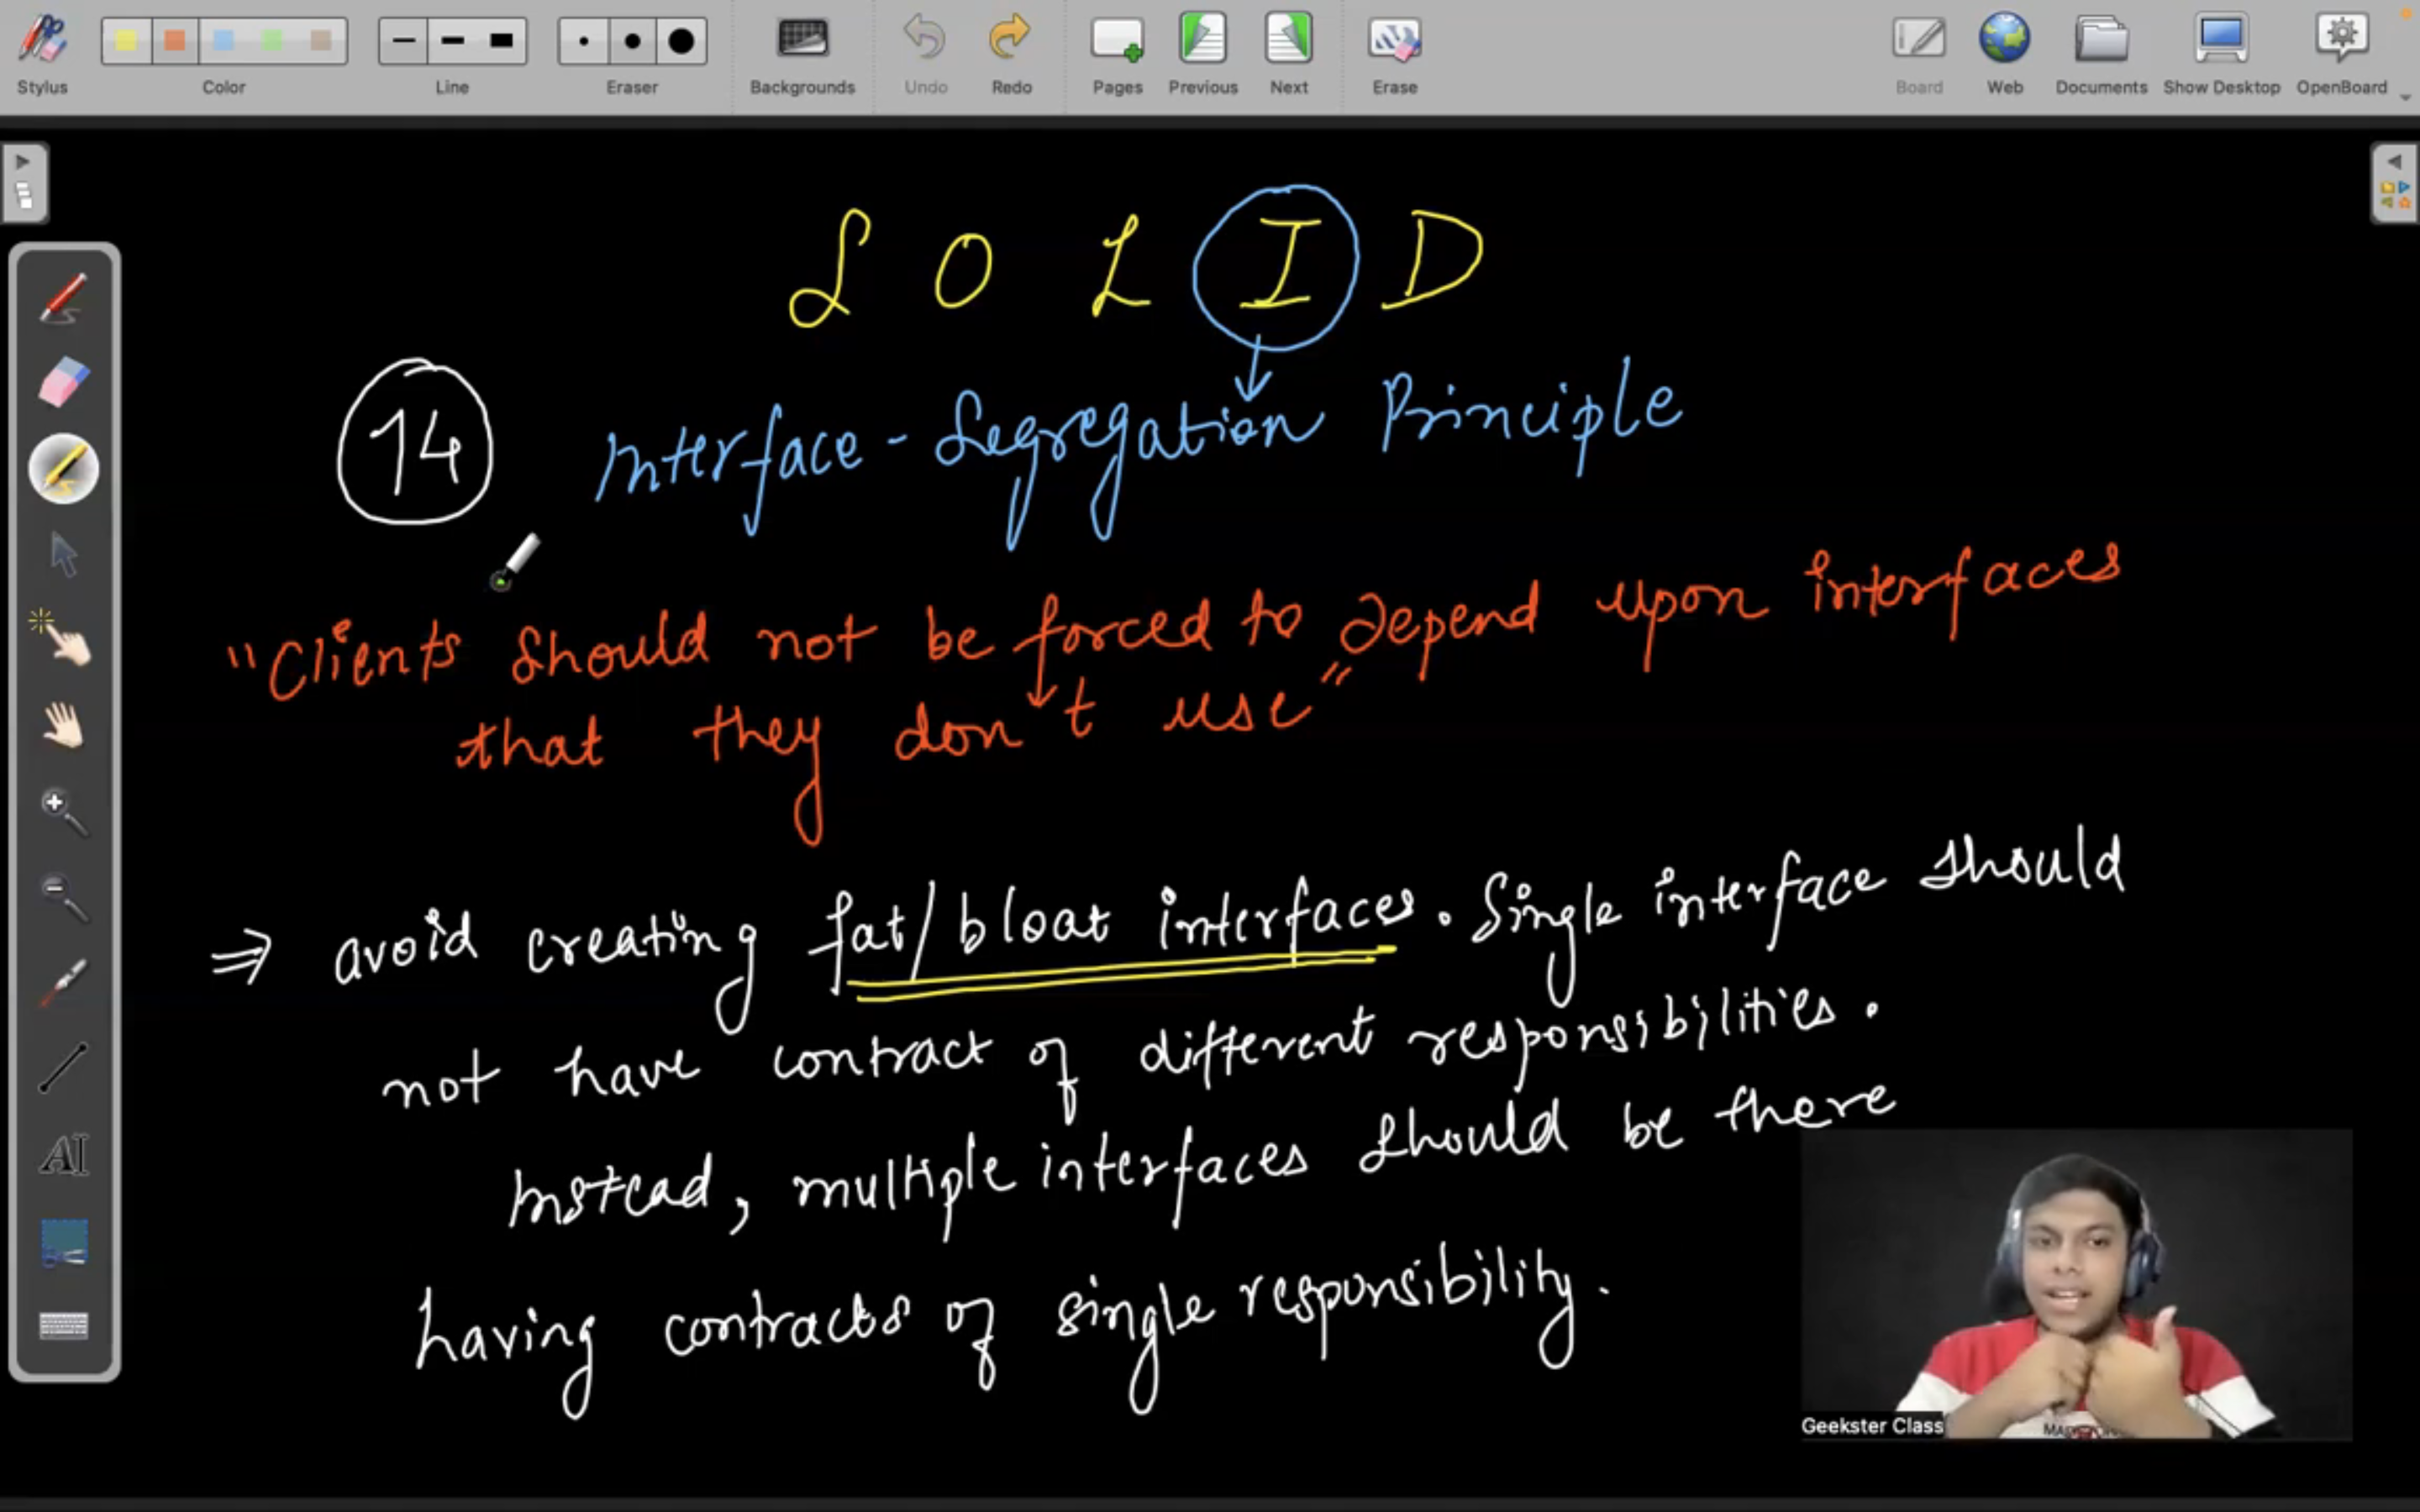 Stylus Color Line Eraser Backgrounds Undo Redo Pages Previous Next Erase Board Web Documents Show Desktop OpenBoard
S O L I D
14 Interface-Segregation Principle
"Clients should not be forced to depend upon interfaces
that they don't use"
⇒ avoid creating fat/bloat interfaces. Single interface should
not have contract of different responsibilities.
Instead, multiple interfaces should be there
having contracts of single responsibility.
AI
Geekster Class